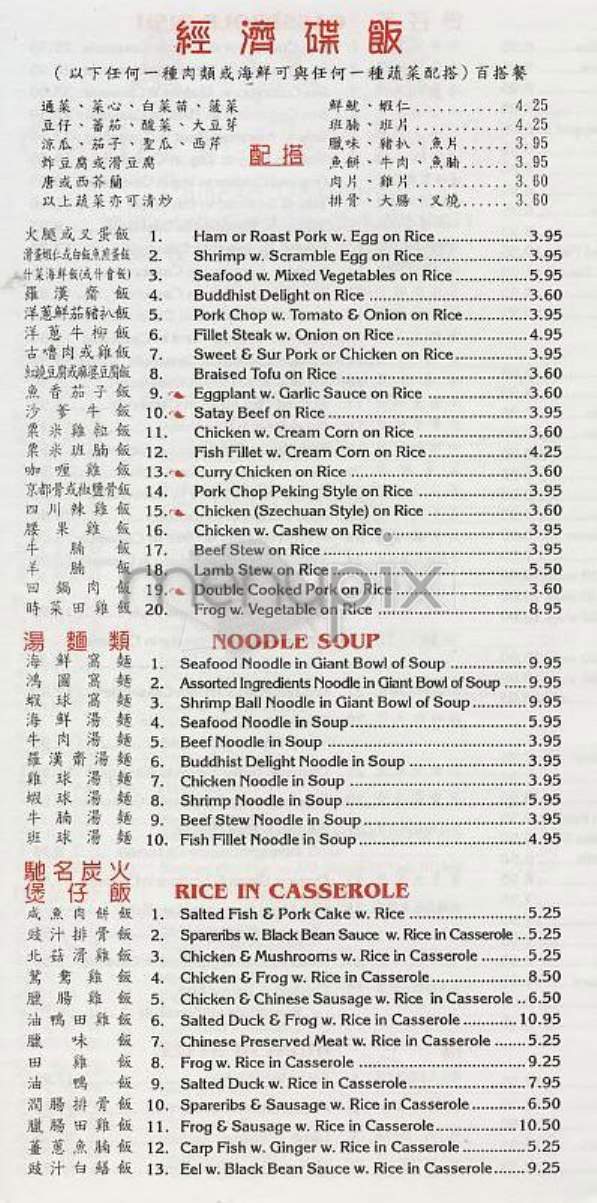 經濟碟飯
(以下任何一種肉類或海鮮可與任何一種蔬菜配搭)百搭餐
通菜、菜心、白菜苗、菠菜 鮮魷、蝦仁............4.25
豆仔、蕃茄、酸菜、大豆芽 班腩、班片............4.25
涼瓜、茄子、聖瓜、西芹 臘味、豬扒、魚片......3.95
配搭
炸豆腐或滑豆腐 魚餅、牛肉、魚腩......3.95
唐或西芥蘭 肉片、雞片............3.60
以上蔬菜亦可清炒 排骨、大腸、叉燒......3.60
火腿或叉蛋飯 1. Ham or Roast Pork w. Egg on Rice ....................3.95
滑蛋蝦仁或白飯魚煎蛋飯 2. Shrimp w. Scramble Egg on Rice ....................3.95
什菜海鮮飯(或什會飯) 3. Seafood w. Mixed Vegetables on Rice ................5.95
羅漢齋飯 4. Buddhist Delight on Rice ....................3.60
洋蔥鮮茄豬扒飯 5. Pork Chop w. Tomato & Onion on Rice..............3.95
洋蔥牛柳飯 6. Fillet Steak w. Onion on Rice....................4.95
古嚕肉或雞飯 7. Sweet & Sur Pork or Chicken on Rice................3.95
紅燒豆腐或麻婆豆腐飯 8. Braised Tofu on Rice ....................3.60
魚香茄子飯 9. Eggplant w. Garlic Sauce on Rice ....................3.60
沙爹牛飯 10. Satay Beef on Rice....................3.95
粟米雞粒飯 11. Chicken w. Cream Corn on Rice ....................3.60
粟米班腩飯 12. Fish Fillet w. Cream Corn on Rice....................4.25
咖喱雞飯 13. Curry Chicken on Rice ....................3.60
京都骨或椒鹽骨飯 14. Pork Chop Peking Style on Rice ....................3.95
四川辣雞飯 15. Chicken (Szechuan Style) on Rice ....................3.60
腰果雞飯 16. Chicken w. Cashew on Rice....................3.95
牛腩飯 17. Beef Stew on Rice....................3.95
羊腩飯 18. Lamb Stew on Rice....................5.50
回鍋肉飯 19. Double Cooked Pork on Rice ....................3.60
時菜田雞飯 20. Frog w. Vegetable on Rice ....................8.95
menupix
湯麵類 NOODLE SOUP
海鮮窩麵 1. Seafood Noodle in Giant Bowl of Soup ................9.95
鴻圖窩麵 2. Assorted Ingredients Noodle in Giant Bowl of Soup .....9.95
蝦球窩麵 3. Shrimp Ball Noodle in Giant Bowl of Soup...........9.95
海鮮湯麵 4. Seafood Noodle in Soup....................5.95
牛肉湯麵 5. Beef Noodle in Soup ....................3.95
羅漢齋湯麵 6. Buddhist Delight Noodle in Soup ....................3.95
雞球湯麵 7. Chicken Noodle in Soup ....................3.95
蝦球湯麵 8. Shrimp Noodle in Soup....................5.95
牛腩湯麵 9. Beef Stew Noodle in Soup....................3.95
班球湯麵 10. Fish Fillet Noodle in Soup....................4.95
馳名炭火
煲仔飯 RICE IN CASSEROLE
咸魚肉餅飯 1. Salted Fish & Pork Cake w. Rice ....................5.25
豉汁排骨飯 2. Spareribs w. Black Bean Sauce w. Rice in Casserole ..5.25
北菇滑雞飯 3. Chicken & Mushrooms w. Rice in Casserole ..........5.25
鴛鴦雞飯 4. Chicken & Frog w. Rice in Casserole....................8.50
臘腸雞飯 5. Chicken & Chinese Sausage w. Rice in Casserole ..6.50
油鴨田雞飯 6. Salted Duck & Frog w. Rice in Casserole ............10.95
臘味飯 7. Chinese Preserved Meat w. Rice in Casserole .......5.25
田雞飯 8. Frog w. Rice in Casserole ....................9.25
油鴨飯 9. Salted Duck w. Rice in Casserole....................7.95
潤腸排骨飯 10. Spareribs & Sausage w. Rice in Casserole............6.50
臘腸田雞飯 11. Frog & Sausage w. Rice in Casserole..................10.50
薑蔥魚腩飯 12. Carp Fish w. Ginger w. Rice in Casserole .............5.25
豉汁白鱔飯 13. Eel w. Black Bean Sauce w. Rice in Casserole.......9.25